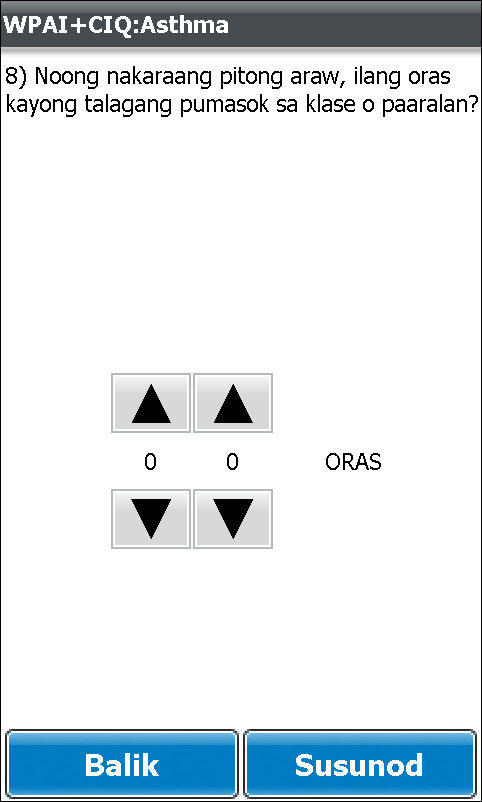 WPAI+CIQ:Asthma
8) Noong nakaraang pitong araw, ilang oras
kayong talagang pumasok sa klase o paaralan?
0 0 ORAS
Balik Susunod